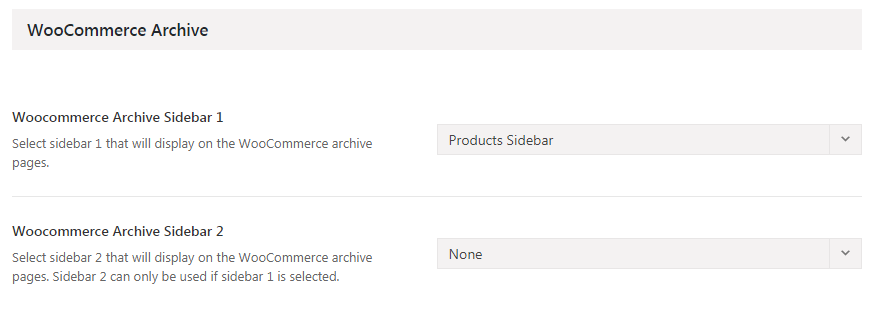 WooCommerce Archive
Woocommerce Archive Sidebar 1
Select sidebar 1 that will display on the WooCommerce archive
pages.
Products Sidebar
Woocommerce Archive Sidebar 2
Select sidebar 2 that will display on the WooCommerce archive
pages. Sidebar 2 can only be used if sidebar 1 is selected.
None